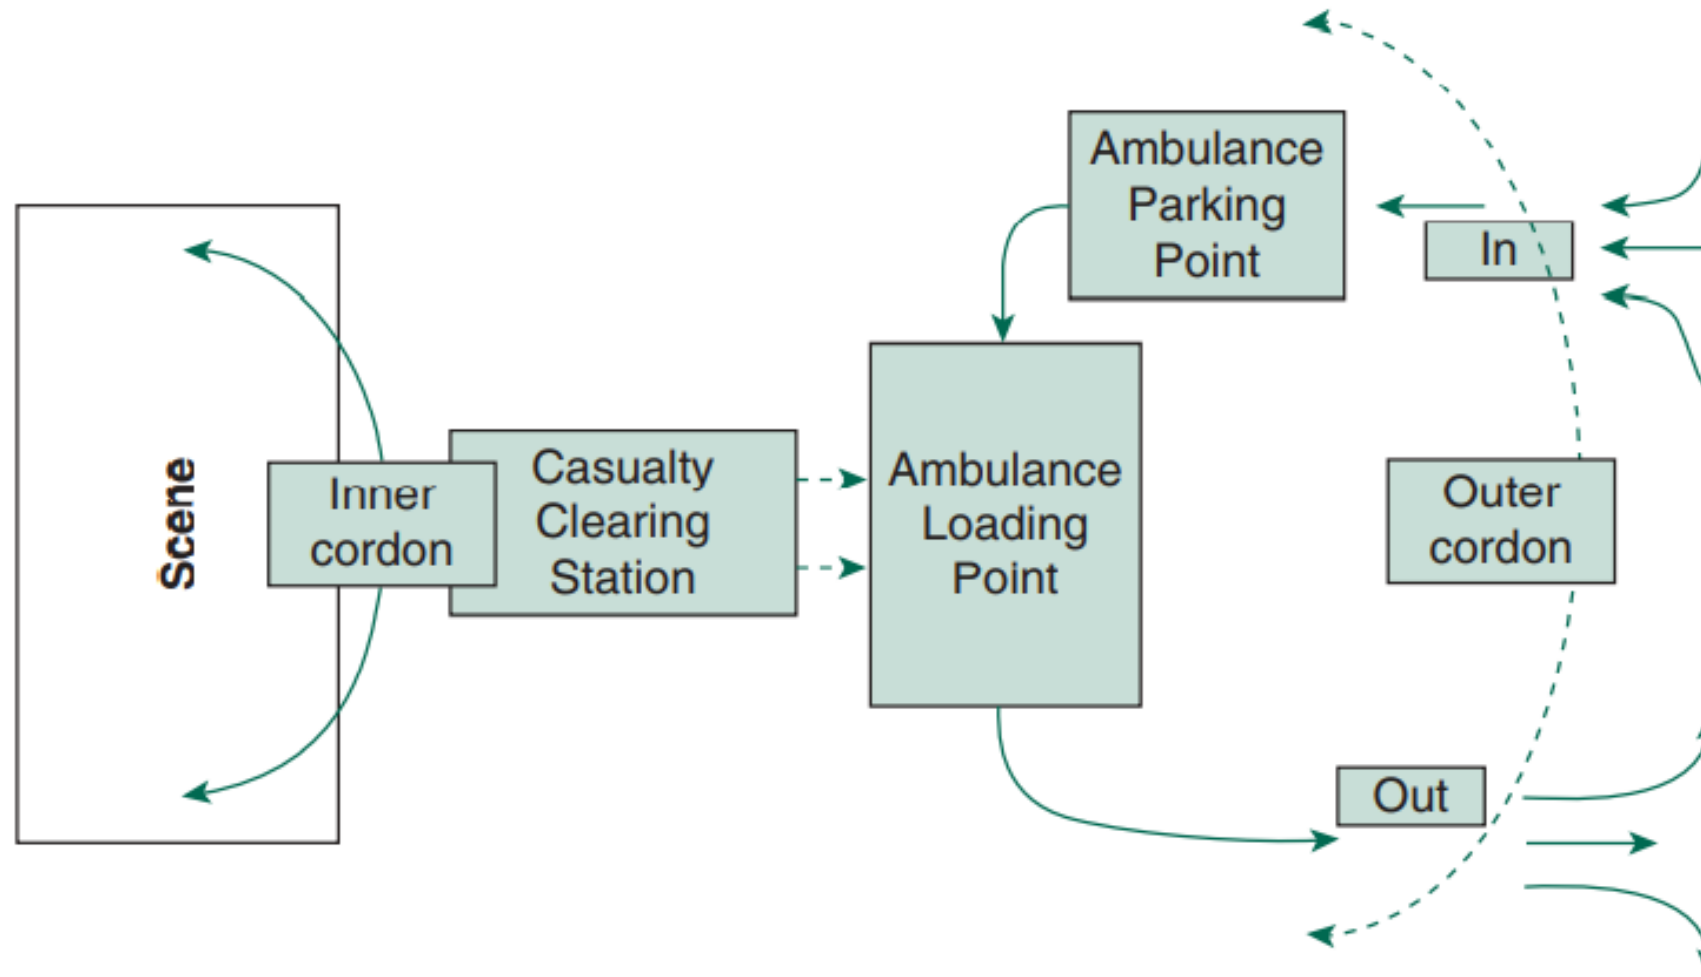 Scene
Inner
cordon
Casualty
Clearing
Station
Ambulance
Loading
Point
Ambulance
Parking
Point
In
Outer
cordon
Out